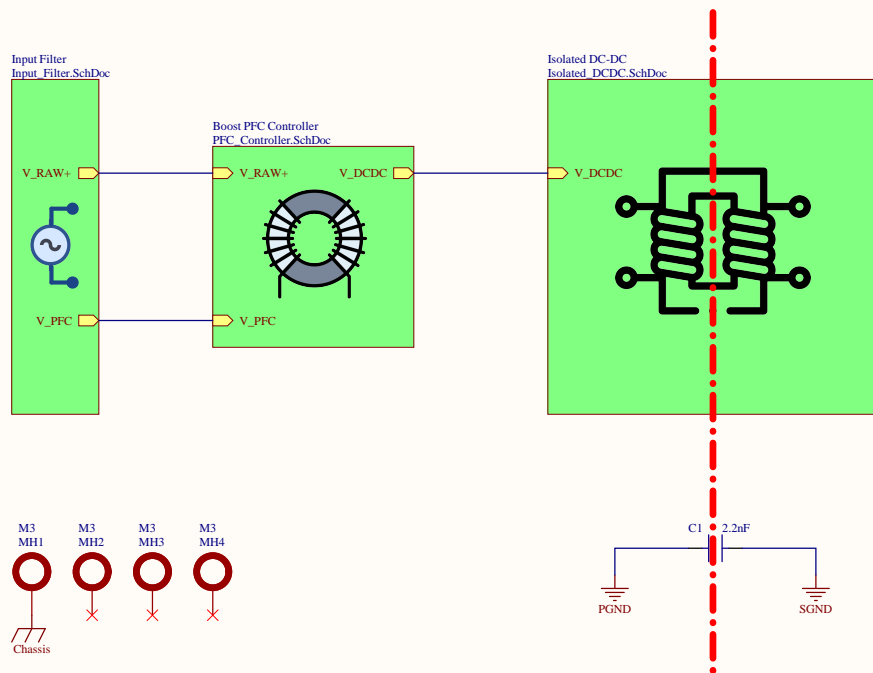 Input Filter
Input_Filter.SchDoc
V_RAW+
V_PFC
Boost PFC Controller
PFC_Controller.SchDoc
V_RAW+
V_DCDC
V_PFC
Isolated DC-DC
Isolated_DCDC.SchDoc
V_DCDC
M3
MH1
M3
MH2
M3
MH3
M3
MH4
Chassis
C1
2.2nF
PGND
SGND